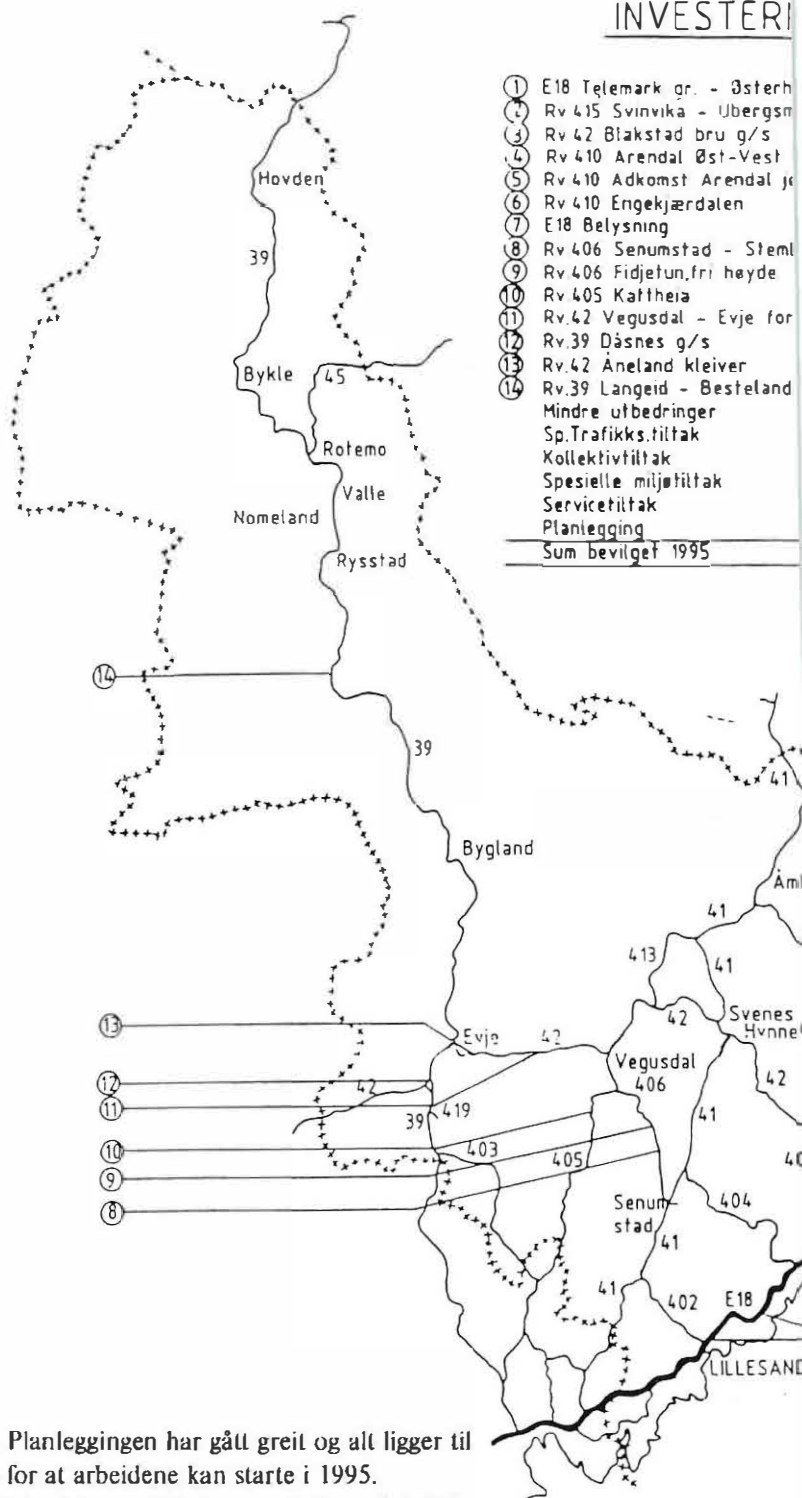 INVESTERI
① E18 Telemark gr. - Østerh
② Rv 415 Svinvika - Ubergsm
③ Rv 42 Blakstad bru g/s
④ Rv 410 Arendal Øst-Vest
⑤ Rv 410 Adkomst Arendal je
⑥ Rv 410 Engekjærdalen
⑦ E18 Belysning
⑧ Rv 406 Senumstad - Steml
⑨ Rv 406 Fidjetun,fri høyde
⑩ Rv 405 Kattheia
⑪ Rv.42 Vegusdal - Evje for
⑫ Rv.39 Dåsnes g/s
⑬ Rv.42 Åneland kleiver
⑭ Rv.39 Langeid - Besteland
Mindre utbedringer
Sp.Trafikks.tiltak
Kollektivtiltak
Spesielle miljøtiltak
Servicetiltak
Planlegging
Sum bevilget 1995
Hovden
39
Bykle
45
Rotemo
Valle
Nomeland
Rysstad
⑭
39
41
Bygland
Åml
41
413
41
⑬
Evje
42
42
Svenes
Hynne
Vegusdal
⑫
42
406
42
⑪
39
419
41
⑩
403
405
⑨
⑧
Senum-
stad
404
41
41
402
E18
LILLESAND
Planleggingen har gått greit og alt ligger til
for at arbeidene kan starte i 1995.